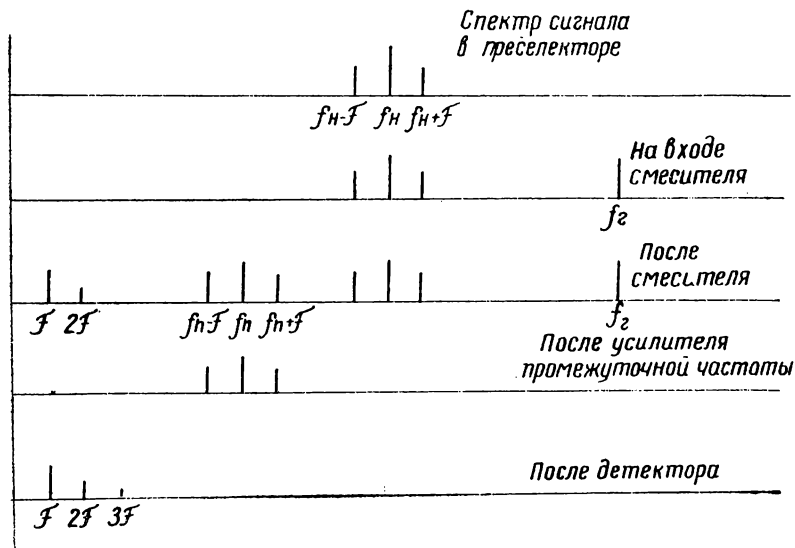 Спектр сигнала
в преселекторе
fн-F fн fн+F
На входе
смесителя
fг
После
смесителя
F 2F fп-F fп fп+F fг
После усилителя
промежуточной частоты
После детектора
F 2F 3F